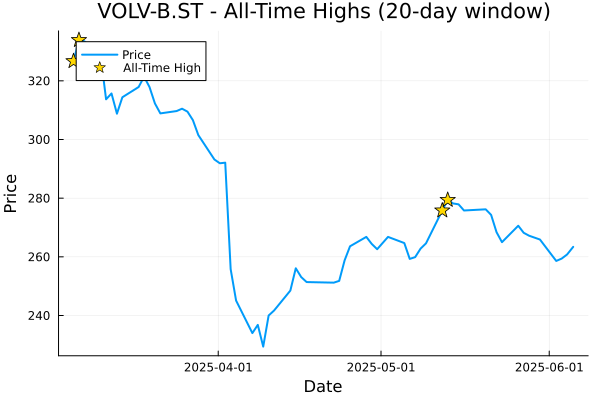 VOLV-B.ST - All-Time Highs (20-day window)
Price
All-Time High
320
300
280
260
240
Price
2025-04-01
2025-05-01
2025-06-01
Date